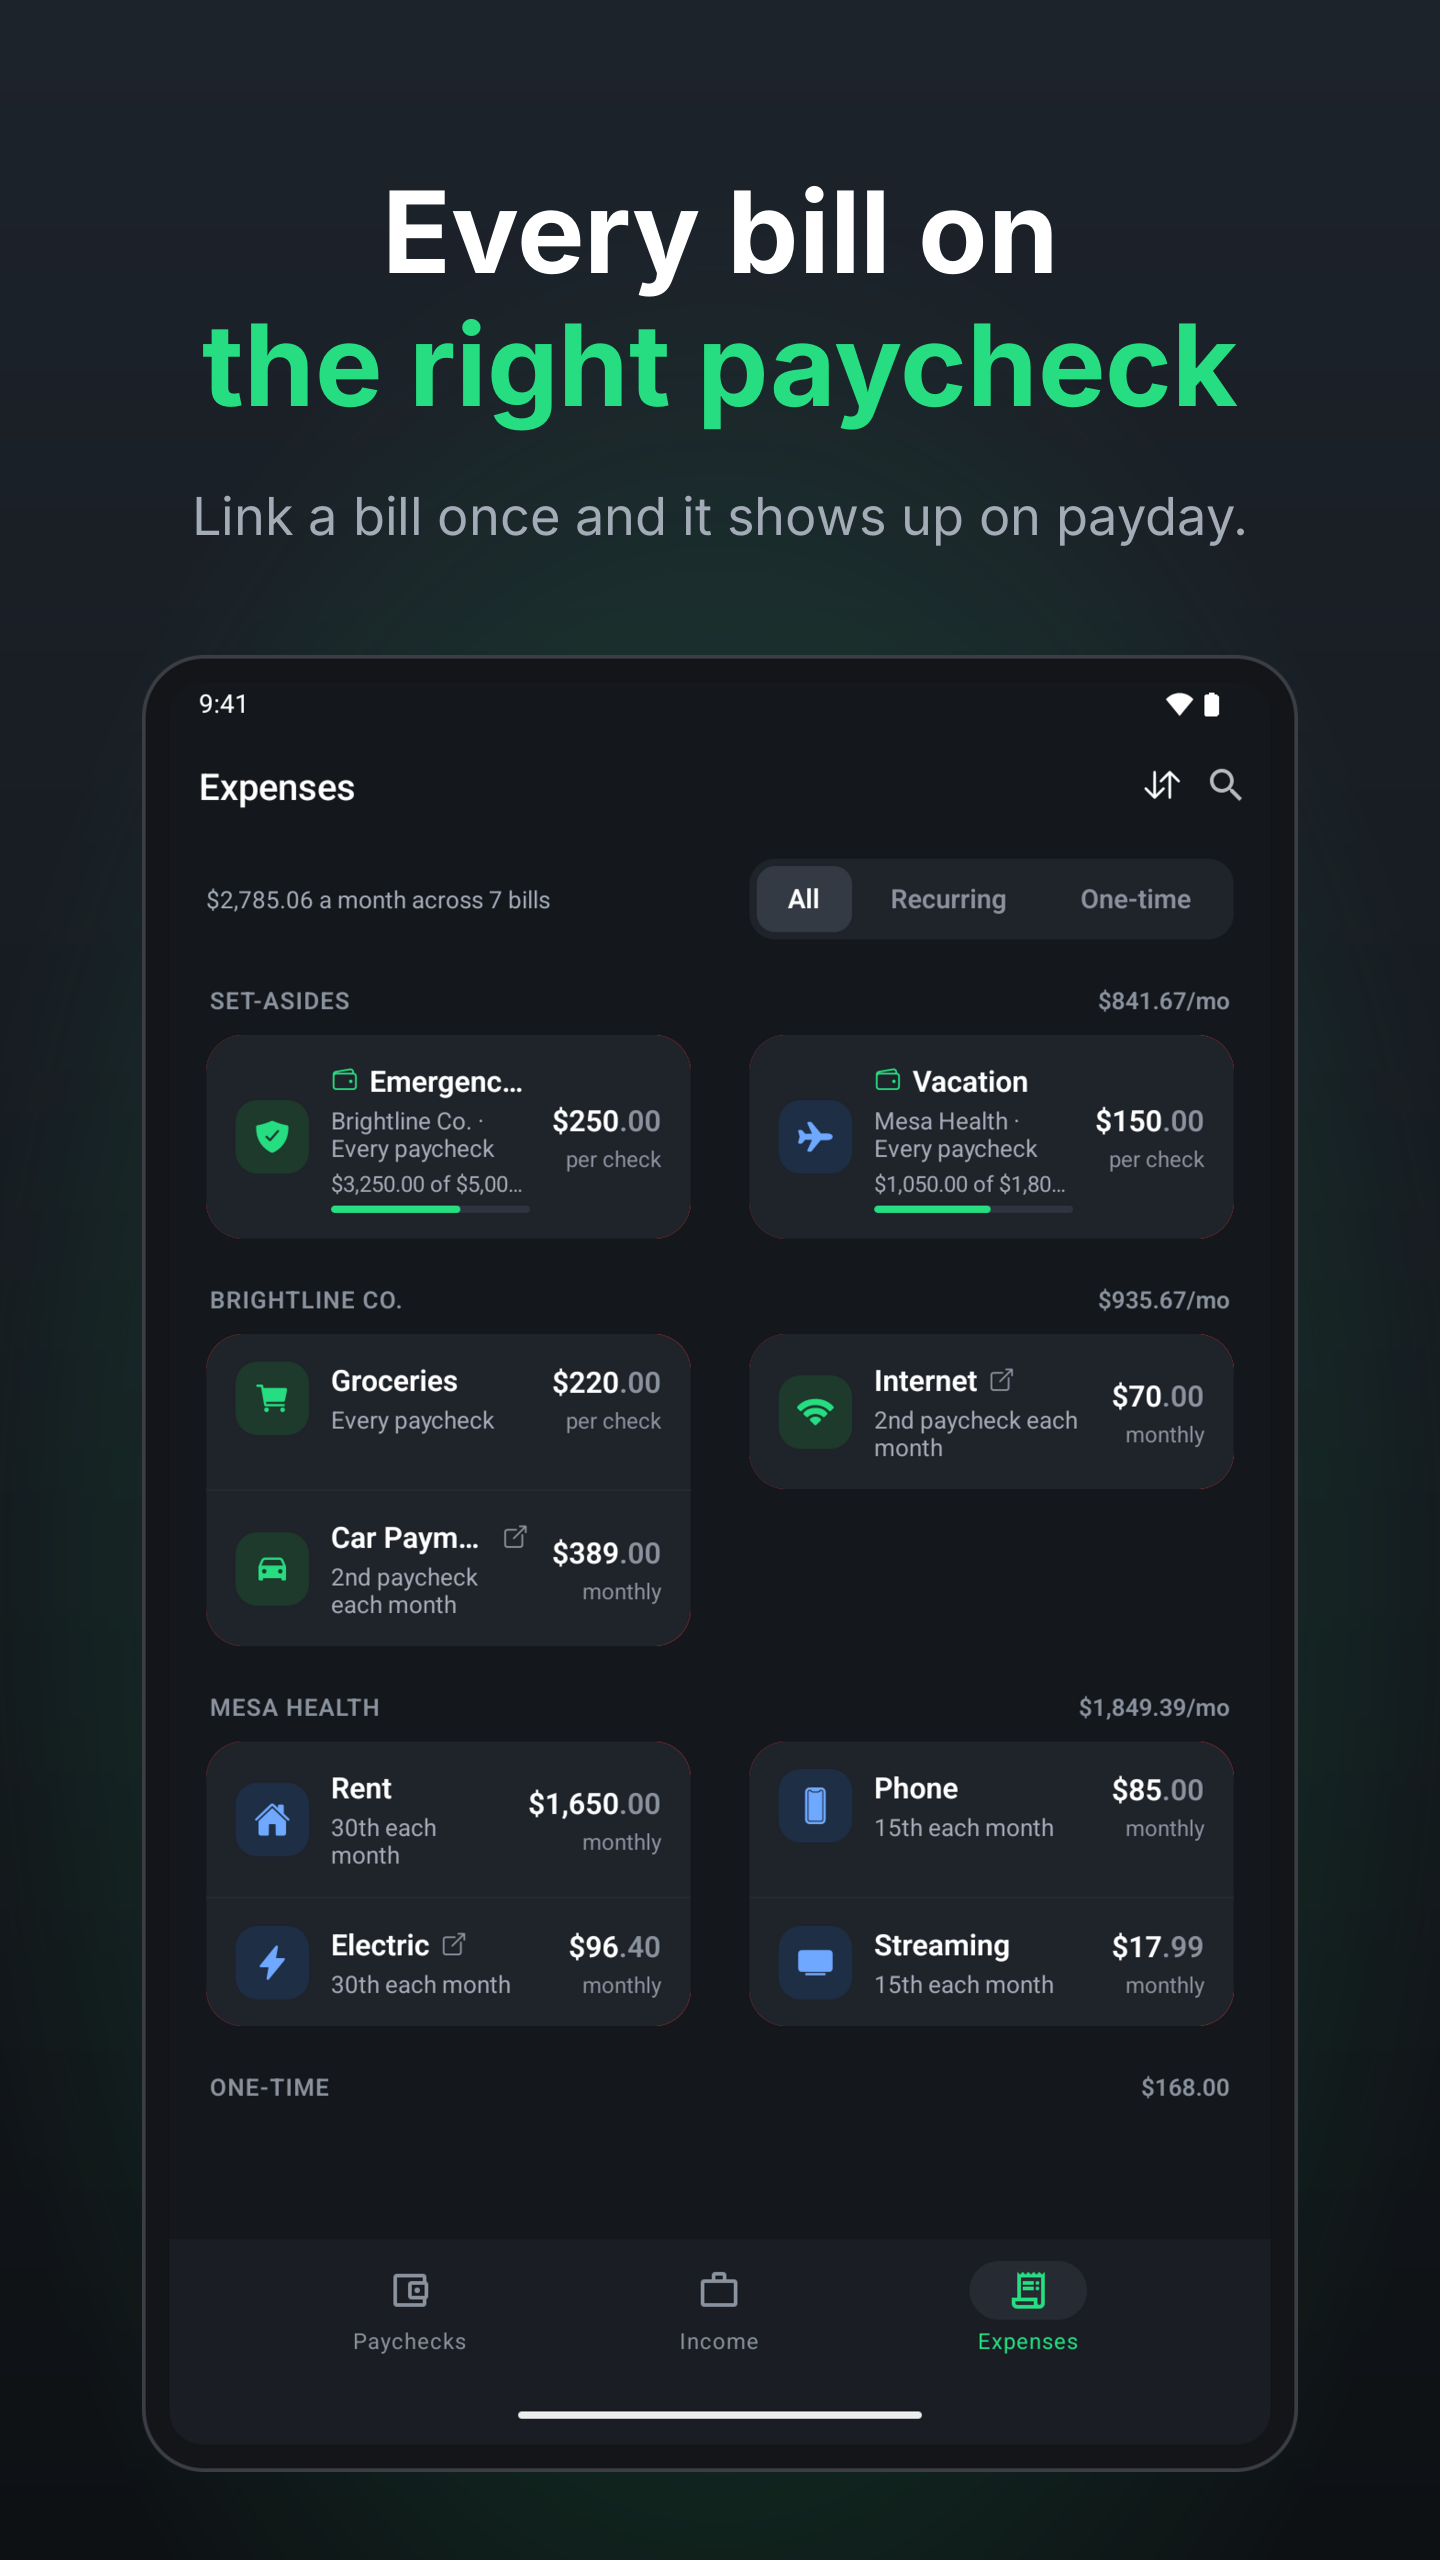 Every bill on
the right paycheck
Link a bill once and it shows up on payday.
9:41
Expenses
$2,785.06 a month across 7 bills
All
Recurring
One-time
SET-ASIDES
$841.67/mo
Emergenc...
Brightline Co. ·
Every paycheck
$3,250.00 of $5,00...
$250.00
per check
Vacation
Mesa Health ·
Every paycheck
$1,050.00 of $1,80...
$150.00
per check
BRIGHTLINE CO.
$935.67/mo
Groceries
Every paycheck
$220.00
per check
Internet
2nd paycheck each
month
$70.00
monthly
Car Paym...
2nd paycheck
each month
$389.00
monthly
MESA HEALTH
$1,849.39/mo
Rent
30th each
month
$1,650.00
monthly
Phone
15th each month
$85.00
monthly
Electric
30th each month
$96.40
monthly
Streaming
15th each month
$17.99
monthly
ONE-TIME
$168.00
Paychecks
Income
Expenses